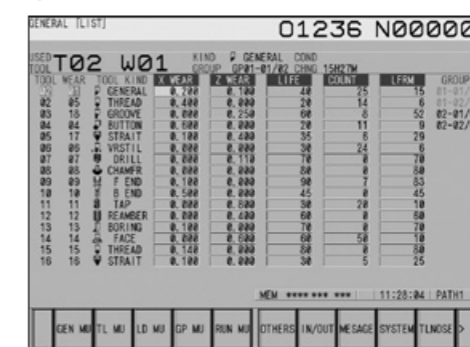 GENERAL [LIST] O1236 N00000
USED TOOL T02 W01 KIND GENERAL COND
GROUP GP01-01/02 CHNG 15H27M
TOOL WEAR TOOL KIND X WEAR Z WEAR LIFE COUNT LFRM GROUP
GENERAL 0.200 0.100 40 25 15 01-01/
02 05 THREAD 0.400 0.000 20 14 6 01-02/
03 18 GROOVE 0.000 0.250 60 8 52 02-01/
04 04 BUTTON 0.600 0.000 20 11 9 02-02/
05 17 STRAIT 0.100 0.400 35 6 29
06 06 VRSTIL 0.000 0.000 30 24 6
07 07 DRILL 0.000 0.110 70 0 70
08 08 CHAMFR 0.000 0.000 80 0 80
09 09 F END 0.100 0.000 90 7 83
10 10 B END 0.500 0.000 45 0 45
11 11 TAP 0.000 0.800 30 20 10
12 12 REAMBER 0.000 0.400 60 0 60
13 13 BORING 0.100 0.000 70 0 70
14 14 FACE 0.000 0.600 60 50 10
15 15 THREAD 0.140 0.000 80 0 80
16 16 STRAIT 0.100 0.000 30 5 25
MEM **** *** *** 11:28:04 PATH1
GEN MU TL MU LD MU GP MU RUN MU OTHERS IN/OUT MESAGE SYSTEM TLNOSE >